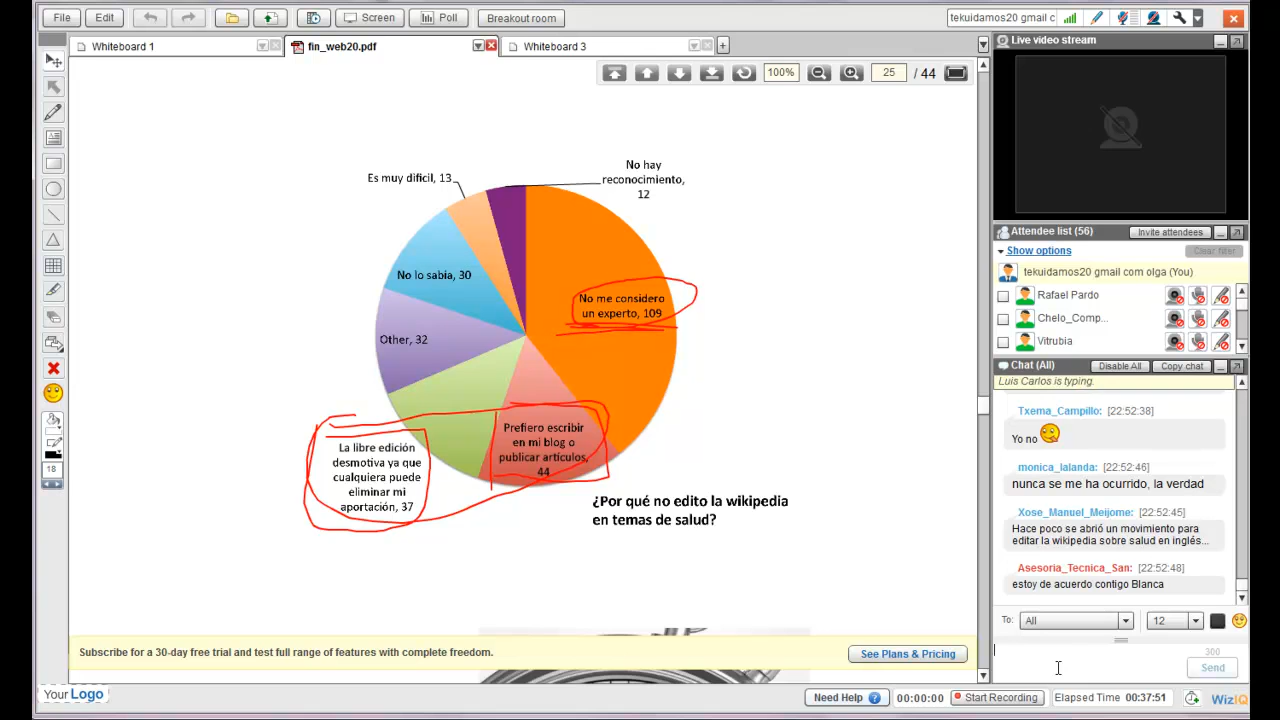 File Edit Screen Poll Breakout room tekuidamos20 gmail c
Whiteboard 1 fin_web20.pdf Whiteboard 3
100% 25 / 44
No hay
reconocimiento,
12
Es muy dificil, 13
No lo sabia, 30
No me considero
un experto, 109
Other, 32
Prefiero escribir
en mi blog o
publicar artículos,
44
La libre edición
desmotiva ya que
cualquiera puede
eliminar mi
aportación, 37
¿Por qué no edito la wikipedia
en temas de salud?
18
Subscribe for a 30-day free trial and test full range of features with complete freedom. See Plans & Pricing
Your Logo
Need Help ? 00:00:00 Start Recording Elapsed Time 00:37:51 WizIQ
Live video stream
Attendee list (56) Invite attendees
Show options Clear filter
tekuidamos20 gmail com olga (You)
Rafael Pardo
Chelo_Comp...
Vitrubia
Chat (All) Disable All Copy chat
Luis Carlos is typing.
Txema_Campillo: [22:52:38]
Yo no
monica_lalanda: [22:52:46]
nunca se me ha ocurrido, la verdad
Xose_Manuel_Meijome: [22:52:45]
Hace poco se abrió un movimiento para
editar la wikipedia sobre salud en inglés...
Asesoria_Tecnica_San: [22:52:48]
estoy de acuerdo contigo Blanca
To: All 12
300
Send